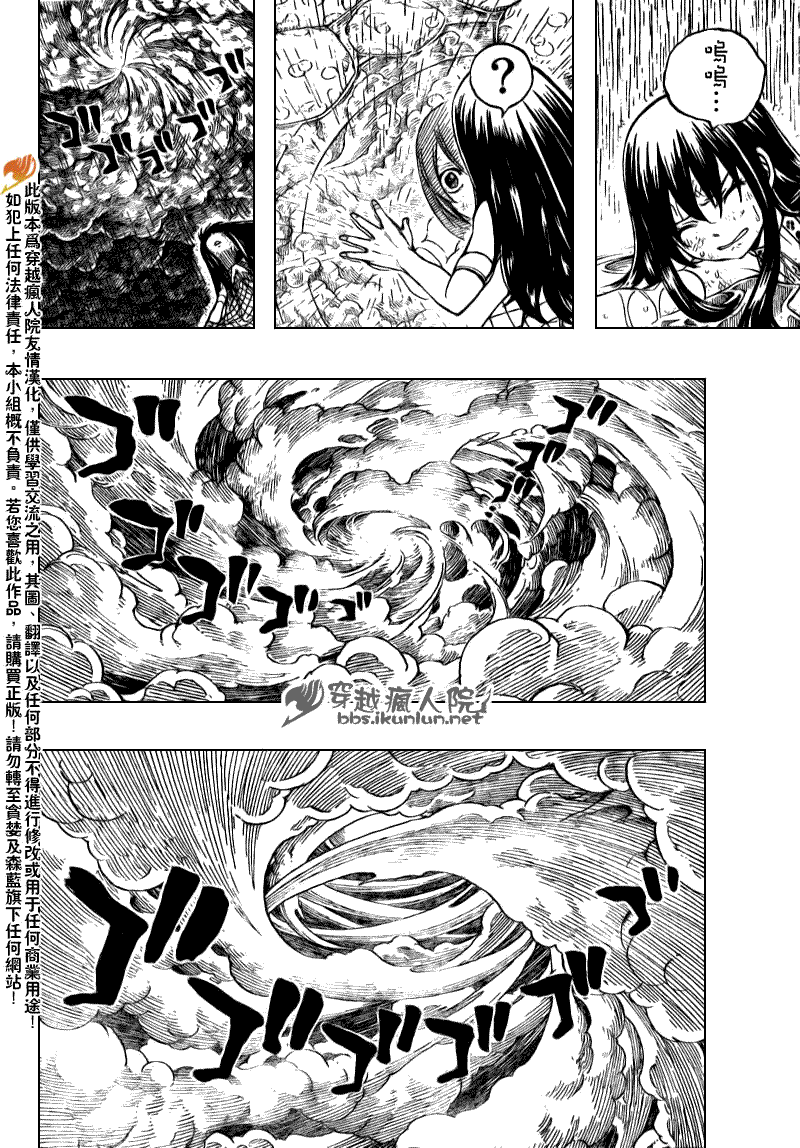 嗚
嗚…
?
ゴゴゴゴ
ゴゴゴ
ゴゴゴゴゴ
ゴゴゴゴゴゴゴ
穿越瘋人院
bbs.ikunlun.net
此版本爲穿越瘋人院友情漢化，僅供學習交流之用，其圖、翻譯以及任何部分不得進行修改或用于任何商業用途！
如犯上任何法律責任，本小組概不負責。若您喜歡此作品，請購買正版！請勿轉至貪婪及森藍旗下任何網站！